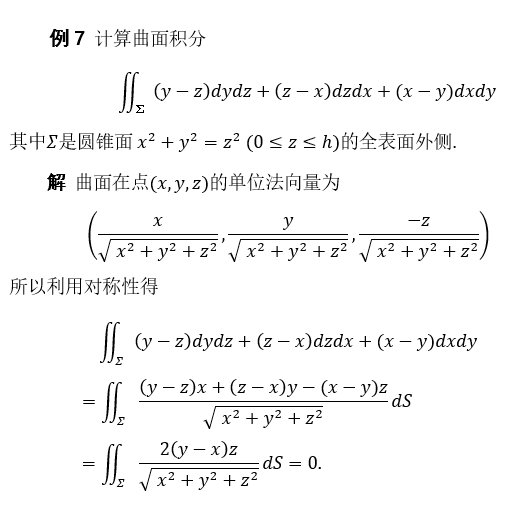 例 7 计算曲面积分
∬_Σ (y − z)dydz + (z − x)dzdx + (x − y)dxdy
其中Σ是圆锥面 x² + y² = z² (0 ≤ z ≤ h)的全表面外侧.
解 曲面在点(x, y, z)的单位法向量为
(x/√(x² + y² + z²), y/√(x² + y² + z²), −z/√(x² + y² + z²))
所以利用对称性得
∬_Σ (y − z)dydz + (z − x)dzdx + (x − y)dxdy
= ∬_Σ ((y − z)x + (z − x)y − (x − y)z)/√(x² + y² + z²) dS
= ∬_Σ 2(y − x)z/√(x² + y² + z²) dS = 0.